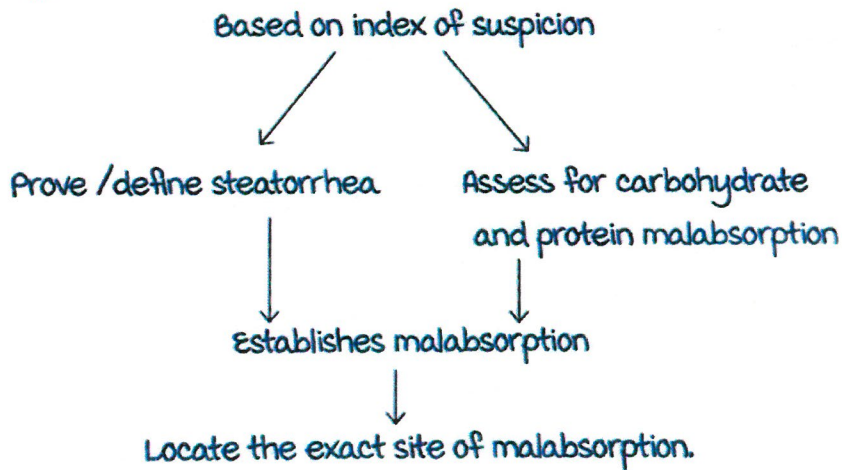 Based on index of suspicion
Prove /define steatorrhea
Assess for carbohydrate
and protein malabsorption
Establishes malabsorption
Locate the exact site of malabsorption.